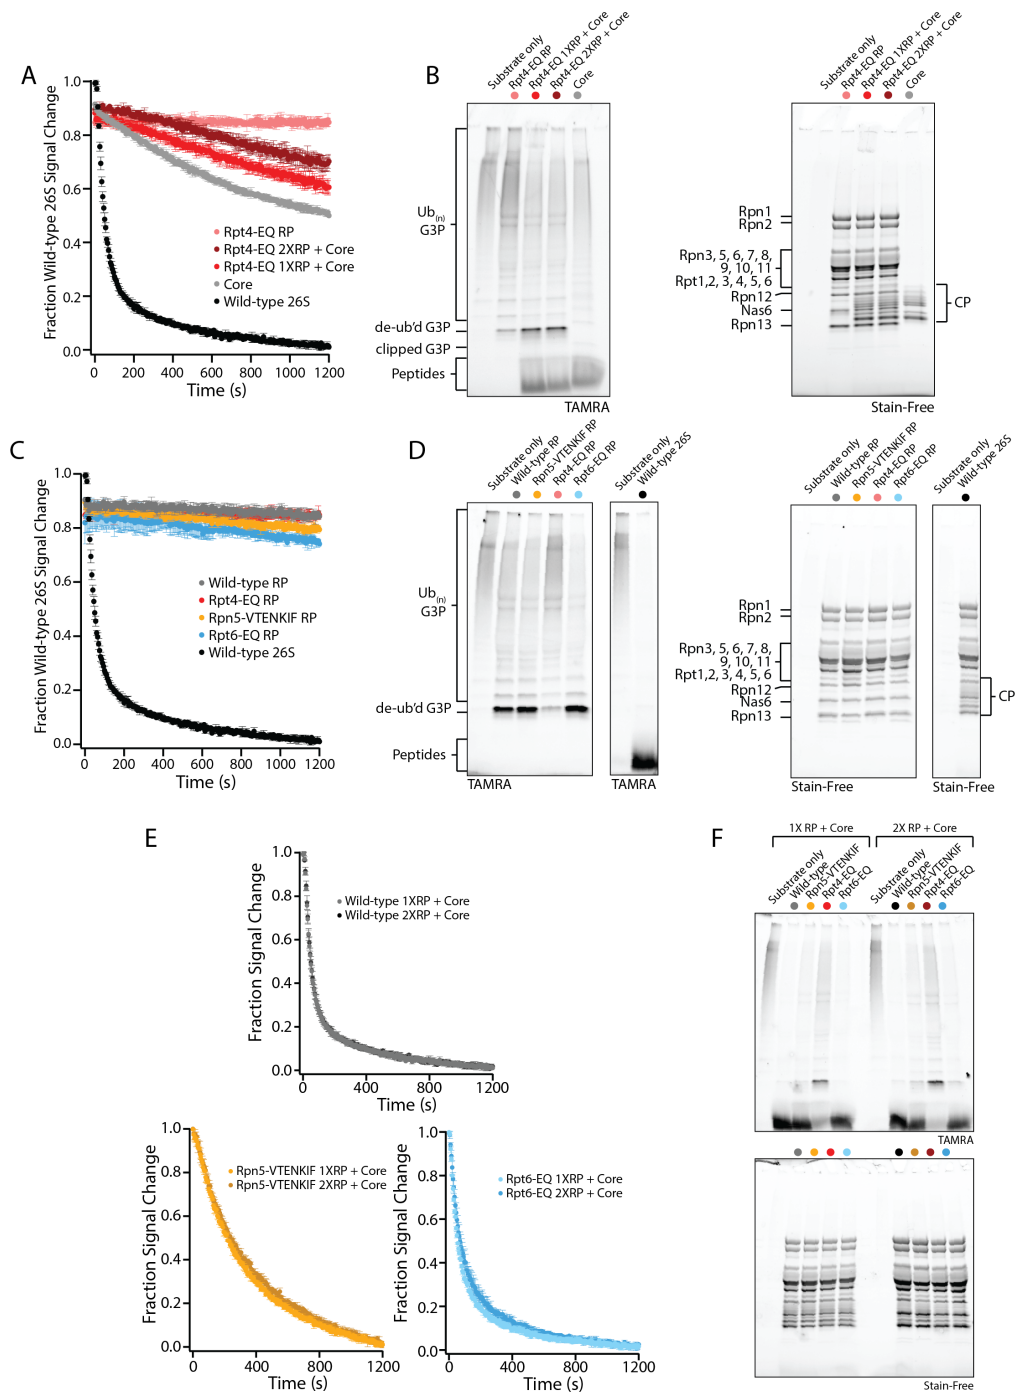 A
Fraction Wild-type 26S Signal Change
1.0
0.8
0.6
0.4
0.2
0.0
0 200 400 600 800 1000 1200
Time (s)
Rpt4-EQ RP
Rpt4-EQ 2XRP + Core
Rpt4-EQ 1XRP + Core
Core
Wild-type 26S
B
Substrate only
Rpt4-EQ RP
Rpt4-EQ 1XRP + Core
Rpt4-EQ 2XRP + Core
Core
Ub(n)
G3P
de-ub'd G3P
clipped G3P
Peptides
TAMRA
Substrate only
Rpt4-EQ RP
Rpt4-EQ 1XRP + Core
Rpt4-EQ 2XRP + Core
Core
Rpn1
Rpn2
Rpn3, 5, 6, 7, 8,
9, 10, 11
Rpt1,2, 3, 4, 5, 6
Rpn12
Nas6
Rpn13
CP
Stain-Free
C
Fraction Wild-type 26S Signal Change
1.0
0.8
0.6
0.4
0.2
0.0
0 200 400 600 800 1000 1200
Time (s)
Wild-type RP
Rpt4-EQ RP
Rpn5-VTENKIF RP
Rpt6-EQ RP
Wild-type 26S
D
Substrate only
Wild-type RP
Rpn5-VTENKIF RP
Rpt4-EQ RP
Rpt6-EQ RP
Substrate only
Wild-type 26S
Ub(n)
G3P
de-ub'd G3P
Peptides
TAMRA
TAMRA
Substrate only
Wild-type RP
Rpn5-VTENKIF RP
Rpt4-EQ RP
Rpt6-EQ RP
Substrate only
Wild-type 26S
Rpn1
Rpn2
Rpn3, 5, 6, 7, 8,
9, 10, 11
Rpt1,2, 3, 4, 5, 6
Rpn12
Nas6
Rpn13
CP
Stain-Free
Stain-Free
E
Fraction Signal Change
1.0
0.8
0.6
0.4
0.2
0.0
0 400 800 1200
Time (s)
Wild-type 1XRP + Core
Wild-type 2XRP + Core
Fraction Signal Change
1.0
0.8
0.6
0.4
0.2
0.0
0 400 800 1200
Time (s)
Rpn5-VTENKIF 1XRP + Core
Rpn5-VTENKIF 2XRP + Core
Fraction Signal Change
1.0
0.8
0.6
0.4
0.2
0.0
0 400 800 1200
Time (s)
Rpt6-EQ 1XRP + Core
Rpt6-EQ 2XRP + Core
F
1X RP + Core
2X RP + Core
Substrate only
Wild-type
Rpn5-VTENKIF
Rpt4-EQ
Rpt6-EQ
Substrate only
Wild-type
Rpn5-VTENKIF
Rpt4-EQ
Rpt6-EQ
TAMRA
Stain-Free